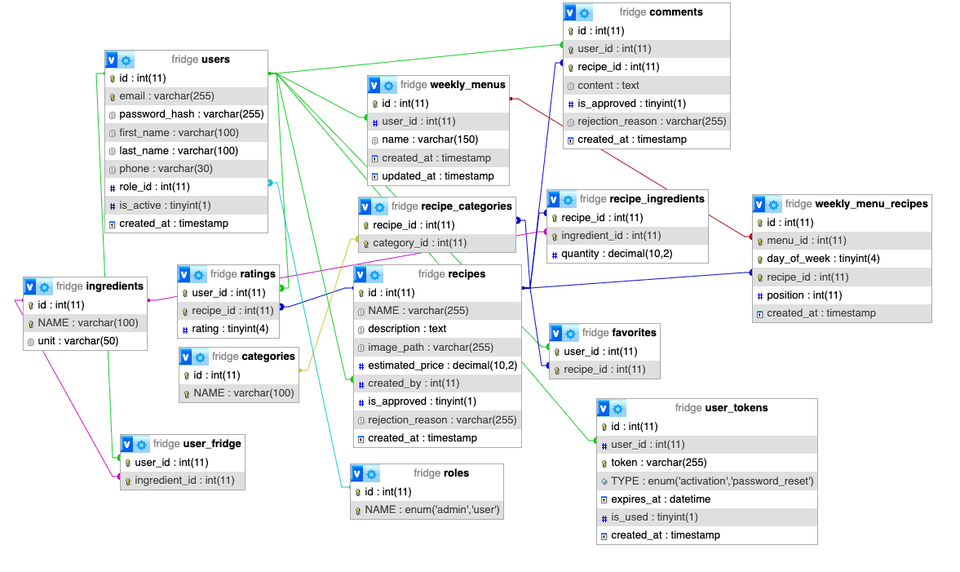 fridge comments
id : int(11)
user_id : int(11)
recipe_id : int(11)
content : text
is_approved : tinyint(1)
rejection_reason : varchar(255)
created_at : timestamp
fridge users
id : int(11)
email : varchar(255)
password_hash : varchar(255)
first_name : varchar(100)
last_name : varchar(100)
phone : varchar(30)
role_id : int(11)
is_active : tinyint(1)
created_at : timestamp
fridge weekly_menus
id : int(11)
user_id : int(11)
name : varchar(150)
created_at : timestamp
updated_at : timestamp
fridge recipe_categories
recipe_id : int(11)
category_id : int(11)
fridge recipe_ingredients
recipe_id : int(11)
ingredient_id : int(11)
quantity : decimal(10,2)
fridge weekly_menu_recipes
id : int(11)
menu_id : int(11)
day_of_week : tinyint(4)
recipe_id : int(11)
position : int(11)
created_at : timestamp
fridge ingredients
id : int(11)
NAME : varchar(100)
unit : varchar(50)
fridge ratings
user_id : int(11)
recipe_id : int(11)
rating : tinyint(4)
fridge recipes
id : int(11)
NAME : varchar(255)
description : text
image_path : varchar(255)
estimated_price : decimal(10,2)
created_by : int(11)
is_approved : tinyint(1)
rejection_reason : varchar(255)
created_at : timestamp
fridge favorites
user_id : int(11)
recipe_id : int(11)
fridge categories
id : int(11)
NAME : varchar(100)
fridge user_tokens
id : int(11)
user_id : int(11)
token : varchar(255)
TYPE : enum('activation','password_reset')
expires_at : datetime
is_used : tinyint(1)
created_at : timestamp
fridge user_fridge
user_id : int(11)
ingredient_id : int(11)
fridge roles
id : int(11)
NAME : enum('admin','user')